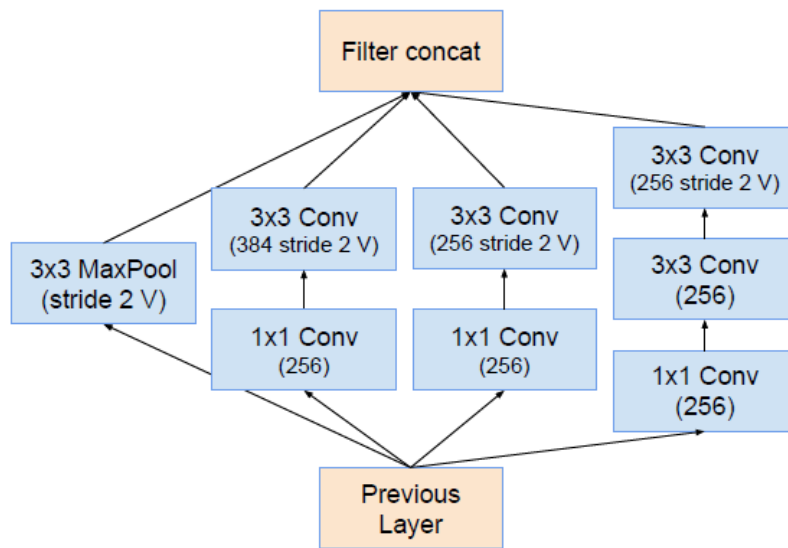 Filter concat
3x3 Conv
(256 stride 2 V)
3x3 Conv
(384 stride 2 V)
3x3 Conv
(256 stride 2 V)
3x3 MaxPool
(stride 2 V)
3x3 Conv
(256)
1x1 Conv
(256)
1x1 Conv
(256)
1x1 Conv
(256)
Previous
Layer